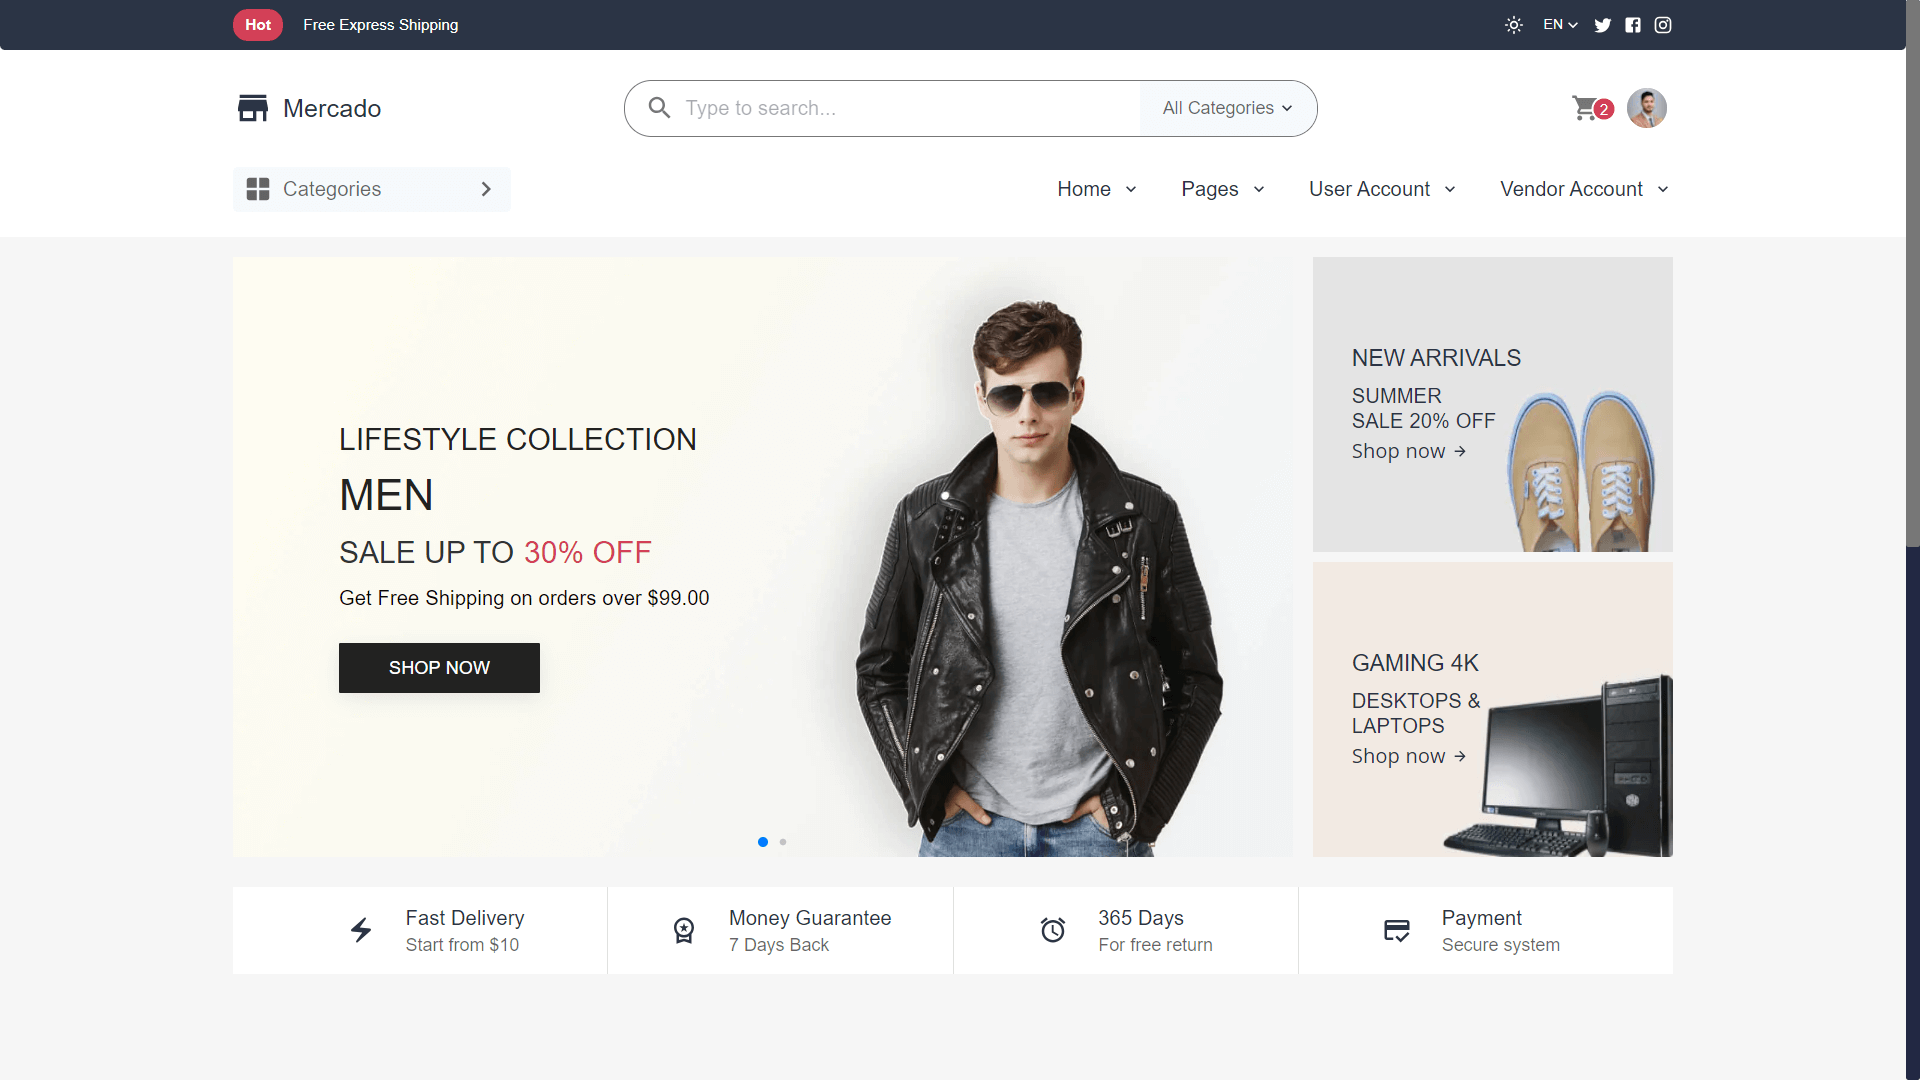 Hot
Free Express Shipping
EN
Mercado
Type to search...
All Categories
2
Categories
Home
Pages
User Account
Vendor Account
LIFESTYLE COLLECTION
MEN
SALE UP TO 30% OFF
Get Free Shipping on orders over $99.00
SHOP NOW
NEW ARRIVALS
SUMMER
SALE 20% OFF
Shop now
GAMING 4K
DESKTOPS &
LAPTOPS
Shop now
Fast Delivery
Start from $10
Money Guarantee
7 Days Back
365 Days
For free return
Payment
Secure system